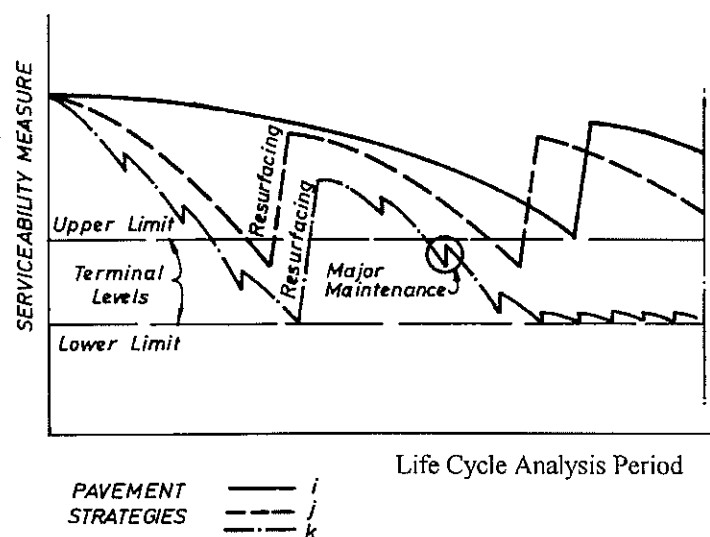 SERVICEABILITY MEASURE
Upper Limit
Terminal
Levels
Lower Limit
Resurfacing
Resurfacing
Major
Maintenance
Life Cycle Analysis Period
PAVEMENT
STRATEGIES
i
j
k